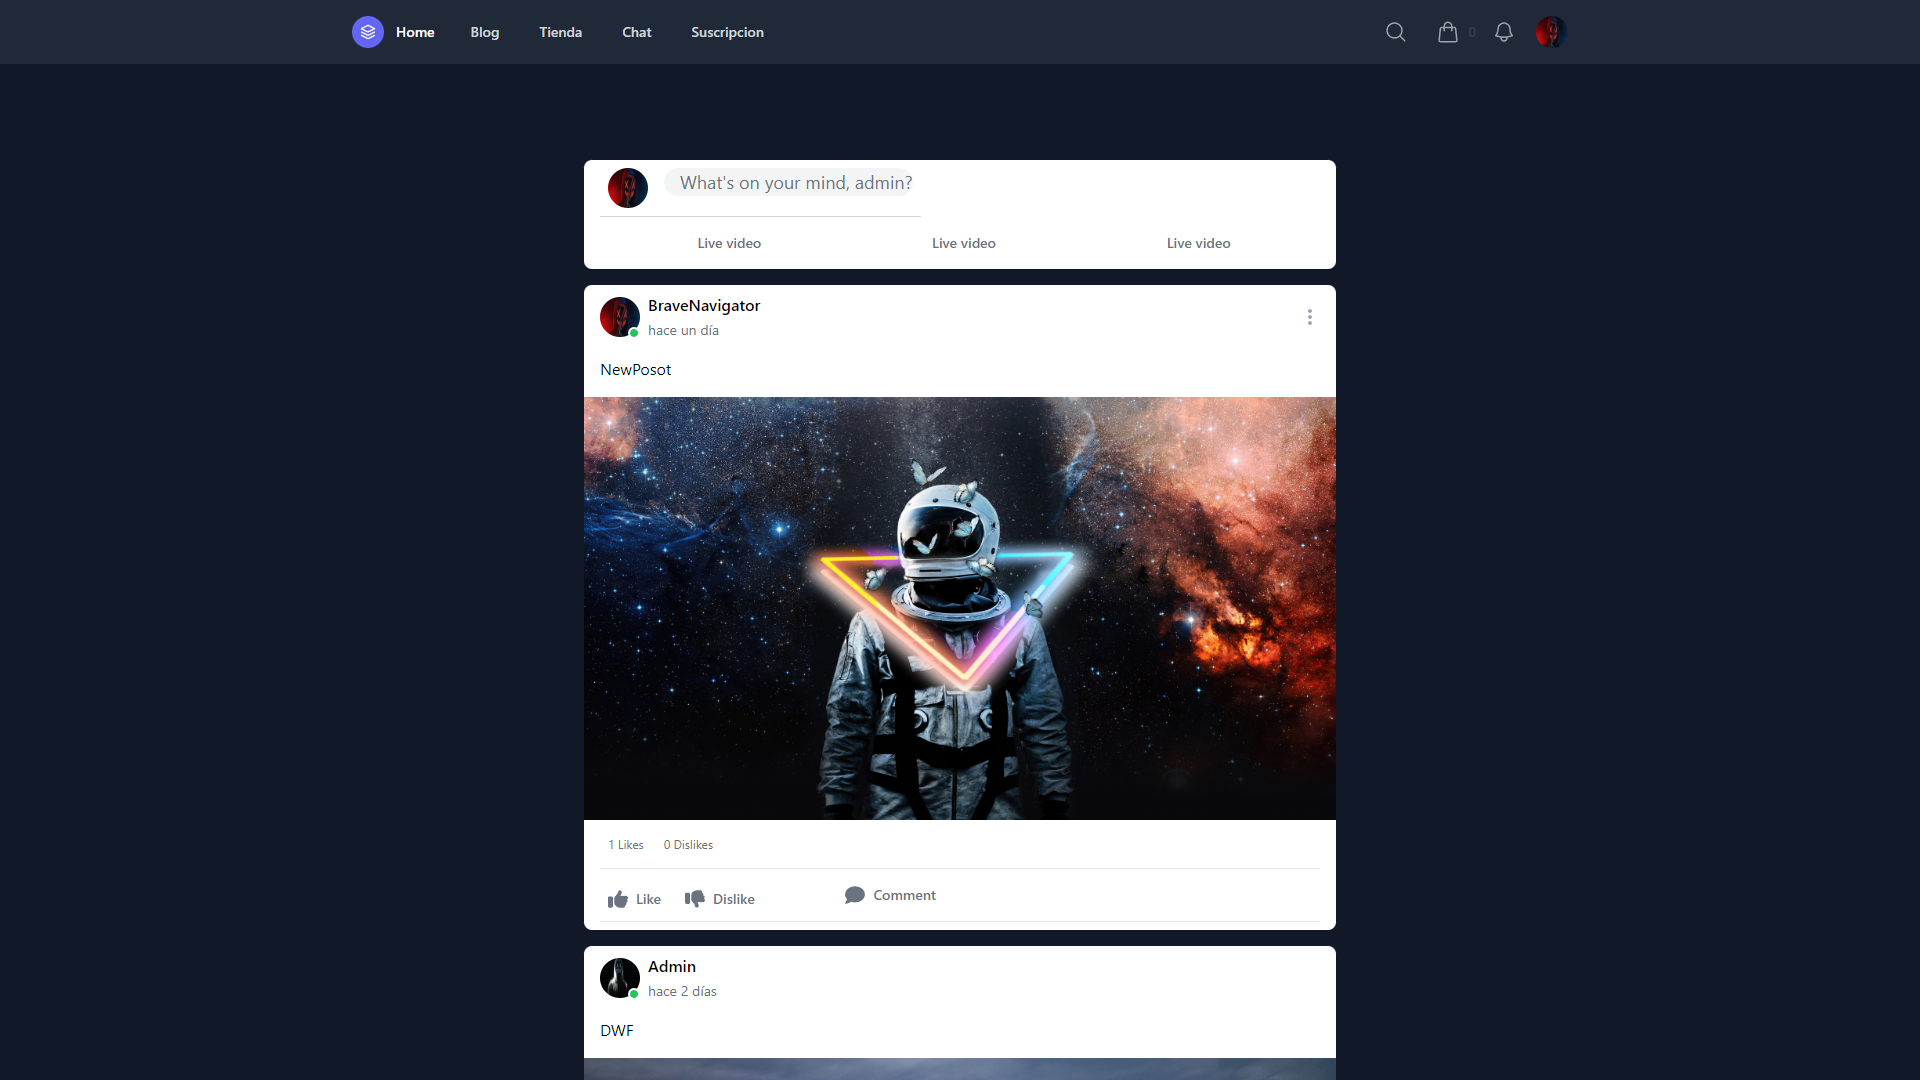 Home Blog Tienda Chat Suscripcion 0
What's on your mind, admin?
Live video Live video Live video
BraveNavigator
hace un día
NewPosot
1 Likes 0 Dislikes
Like Dislike Comment
Admin
hace 2 días
DWF